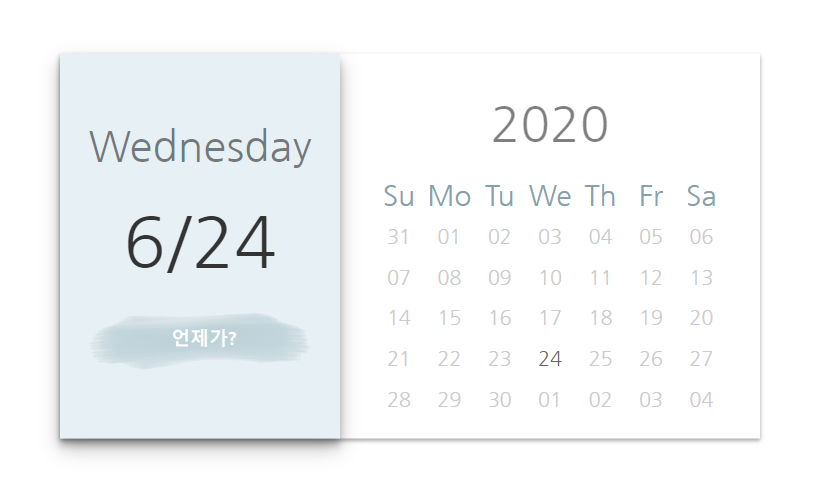 Wednesday
6/24
언제가?
2020
Su Mo Tu We Th Fr Sa
31 01 02 03 04 05 06
07 08 09 10 11 12 13
14 15 16 17 18 19 20
21 22 23 24 25 26 27
28 29 30 01 02 03 04